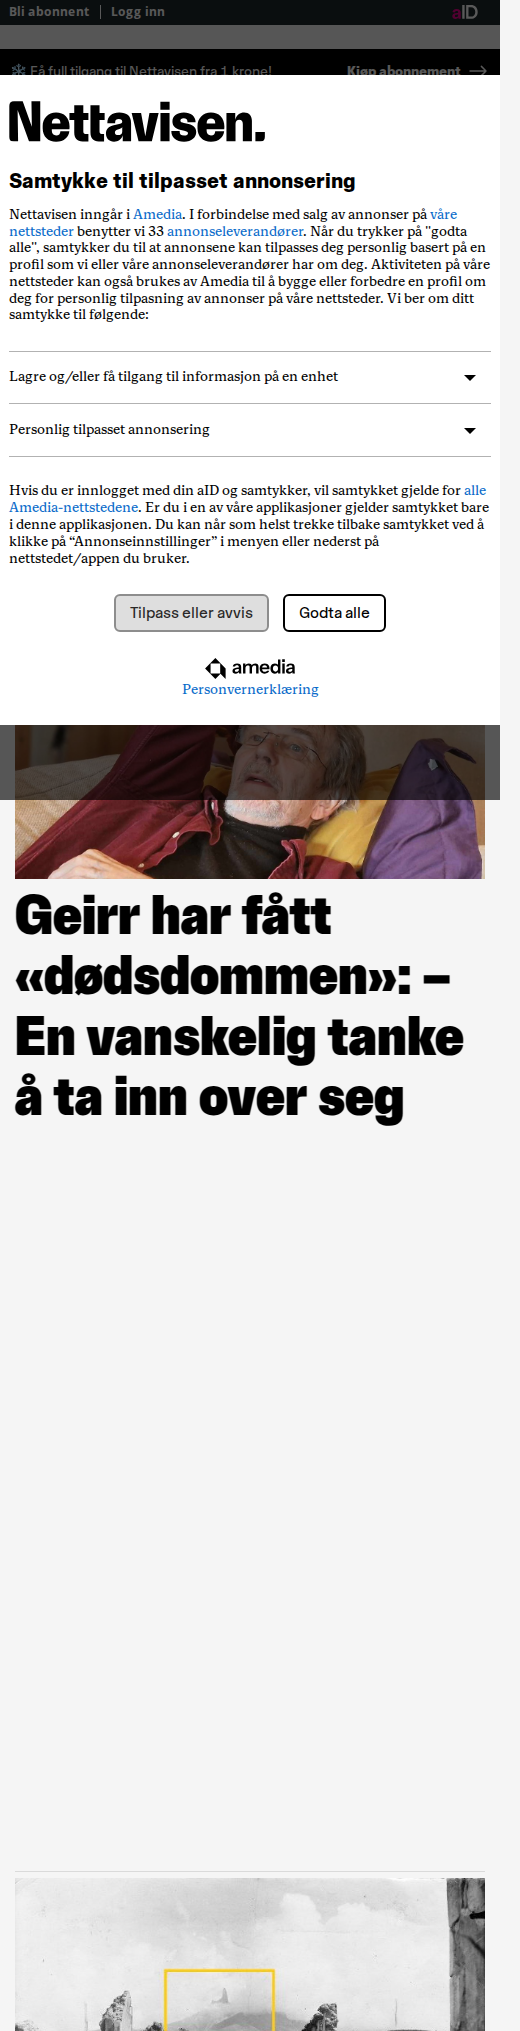 Bli abonnent | Logg inn
aID
Få full tilgang til Nettavisen fra 1 krone!
Kjøp abonnement
Nettavisen.
Samtykke til tilpasset annonsering
Nettavisen inngår i Amedia. I forbindelse med salg av annonser på våre
nettsteder benytter vi 33 annonseleverandører. Når du trykker på "godta
alle", samtykker du til at annonsene kan tilpasses deg personlig basert på en
profil som vi eller våre annonseleverandører har om deg. Aktiviteten på våre
nettsteder kan også brukes av Amedia til å bygge eller forbedre en profil om
deg for personlig tilpasning av annonser på våre nettsteder. Vi ber om ditt
samtykke til følgende:
Lagre og/eller få tilgang til informasjon på en enhet
Personlig tilpasset annonsering
Hvis du er innlogget med din aID og samtykker, vil samtykket gjelde for alle
Amedia-nettstedene. Er du i en av våre applikasjoner gjelder samtykket bare
i denne applikasjonen. Du kan når som helst trekke tilbake samtykket ved å
klikke på “Annonseinnstillinger” i menyen eller nederst på
nettstedet/appen du bruker.
Tilpass eller avvis
Godta alle
amedia
Personvernerklæring
Geirr har fått
«dødsdommen»: –
En vanskelig tanke
å ta inn over seg